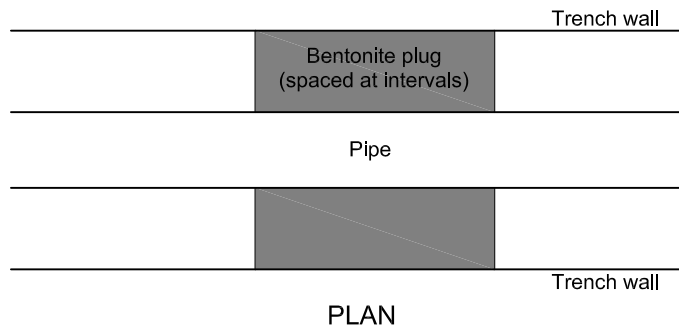 Trench wall
Bentonite plug
(spaced at intervals)
Pipe
Trench wall
PLAN